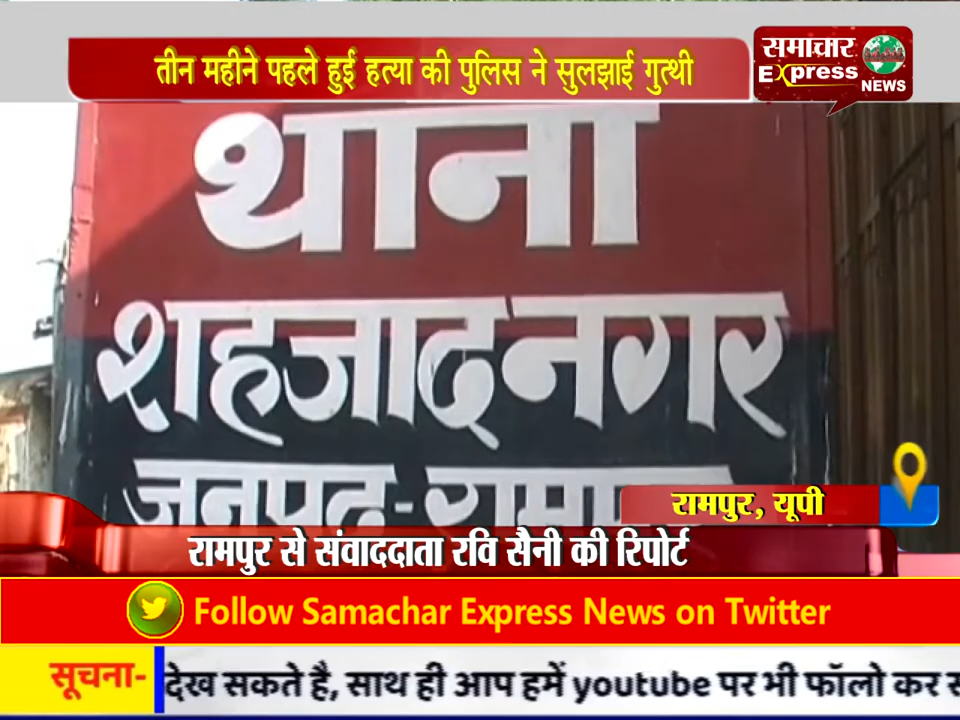 तीन महीने पहले हुई हत्या की पुलिस ने सुलझाई गुत्थी
समाचार
Express
NEWS
थाना
शहजादनगर
जनपद-
रामपुर, यूपी
रामपुर से संवाददाता रवि सैनी की रिपोर्ट
Follow Samachar Express News on Twitter
सूचना- देख सकते है, साथ ही आप हमें youtube पर भी फॉलो कर